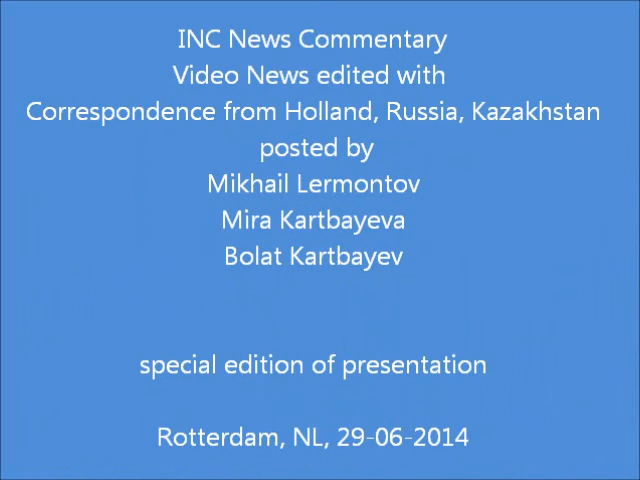 INC News Commentary
Video News edited with
Correspondence from Holland, Russia, Kazakhstan
posted by
Mikhail Lermontov
Mira Kartbayeva
Bolat Kartbayev
special edition of presentation
Rotterdam, NL, 29-06-2014